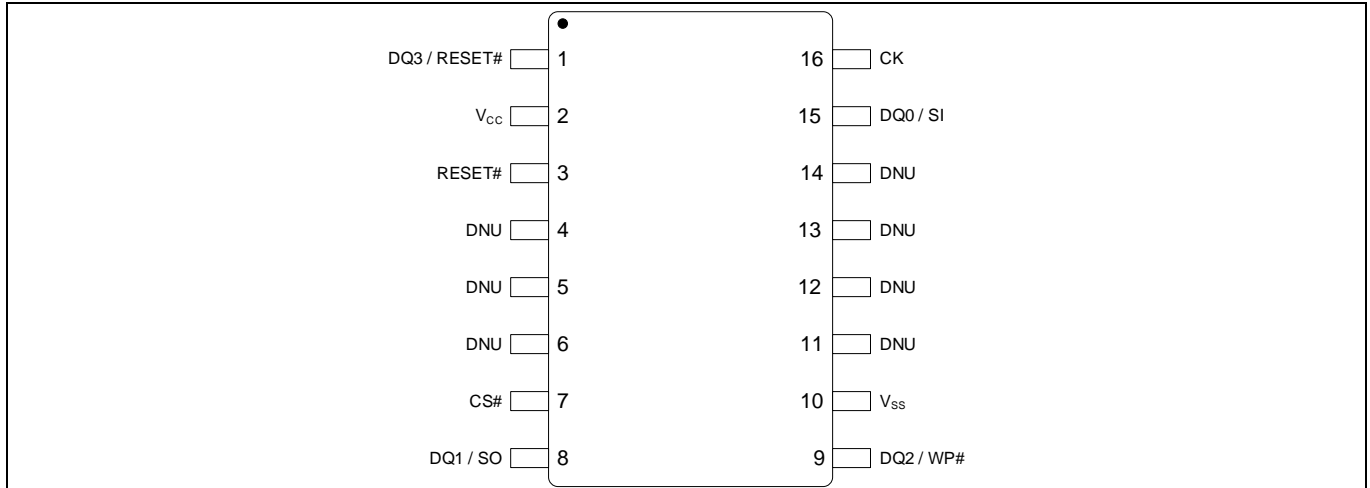 DQ3 / RESET# 1 16 CK
VCC 2 15 DQ0 / SI
RESET# 3 14 DNU
DNU 4 13 DNU
DNU 5 12 DNU
DNU 6 11 DNU
CS# 7 10 VSS
DQ1 / SO 8 9 DQ2 / WP#